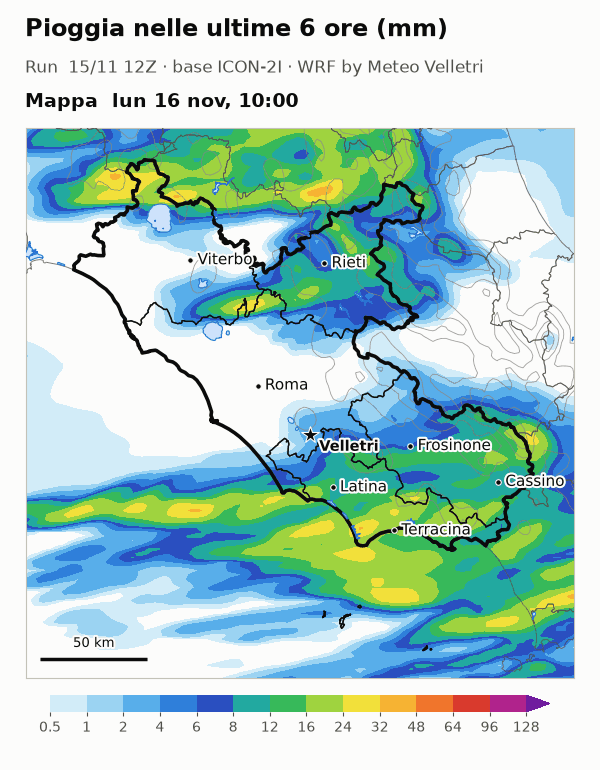 Pioggia nelle ultime 6 ore (mm)
Run 15/11 12Z · base ICON-2I · WRF by Meteo Velletri
Mappa lun 16 nov, 10:00
Viterbo
Rieti
Roma
Velletri
Frosinone
Latina
Cassino
Terracina
50 km
0.5 1 2 4 6 8 12 16 24 32 48 64 96 128